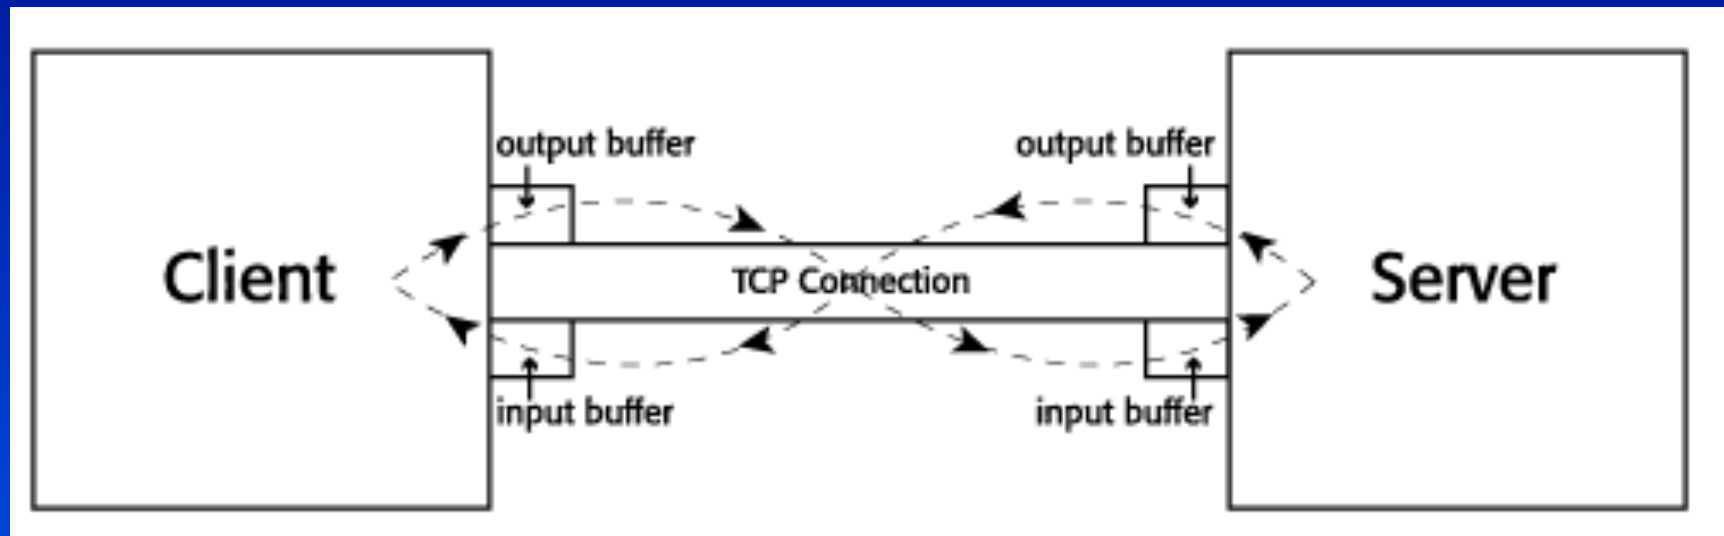 output buffer
output buffer
Client
TCP Connection
Server
input buffer
input buffer